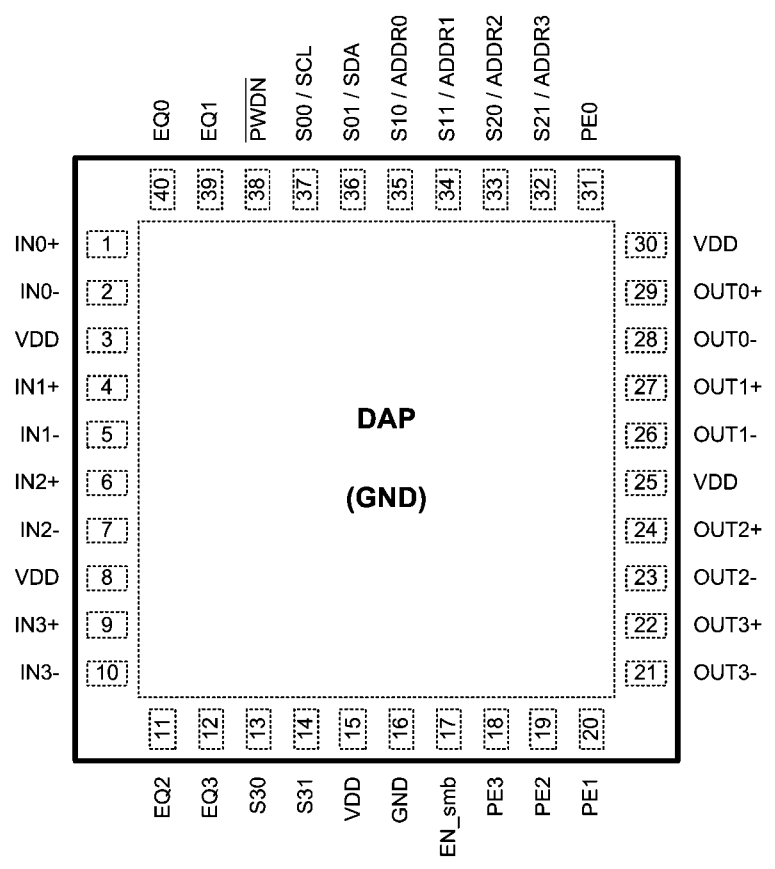 EQ0
EQ1
PWDN
S00 / SCL
S01 / SDA
S10 / ADDR0
S11 / ADDR1
S20 / ADDR2
S21 / ADDR3
PE0
40
39
38
37
36
35
34
33
32
31
IN0+ 1
IN0- 2
VDD 3
IN1+ 4
IN1- 5
IN2+ 6
IN2- 7
VDD 8
IN3+ 9
IN3- 10
DAP
(GND)
30 VDD
29 OUT0+
28 OUT0-
27 OUT1+
26 OUT1-
25 VDD
24 OUT2+
23 OUT2-
22 OUT3+
21 OUT3-
11
12
13
14
15
16
17
18
19
20
EQ2
EQ3
S30
S31
VDD
GND
EN_smb
PE3
PE2
PE1